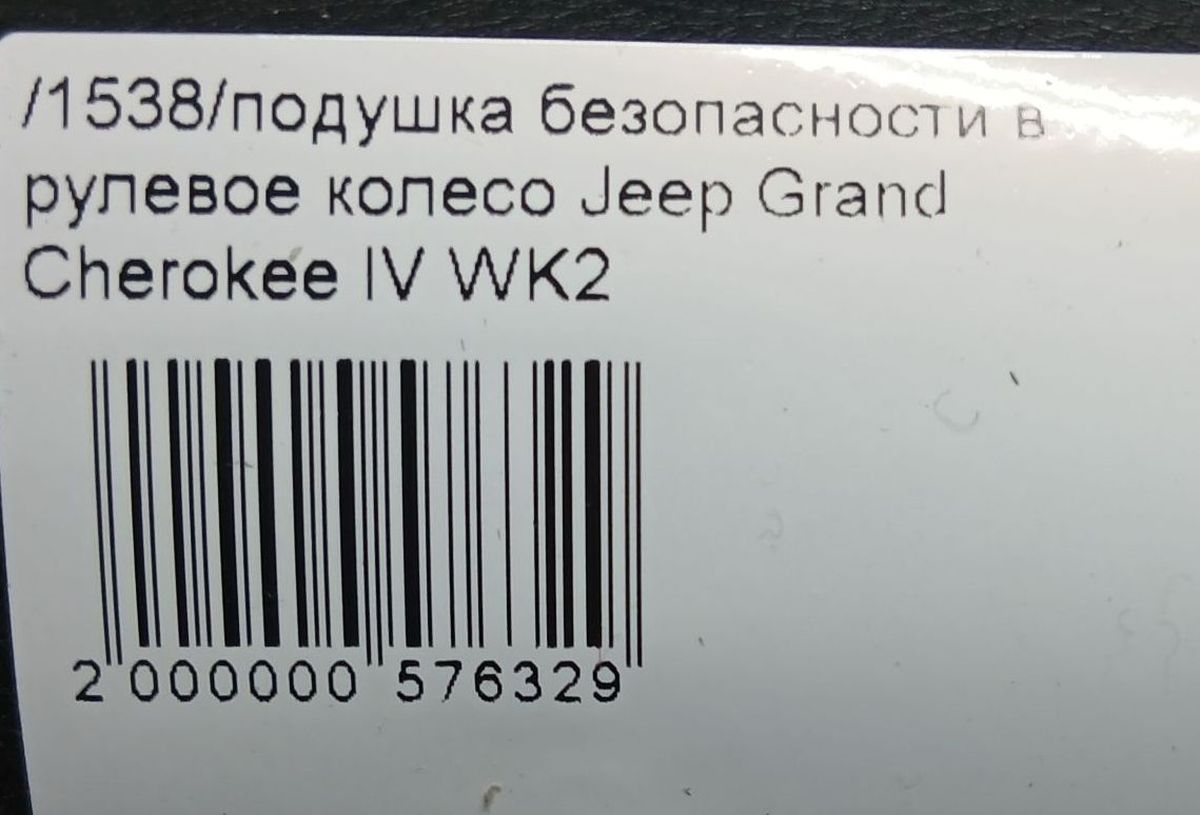 /1538/подушка безопасности в
рулевое колесо Jeep Grand
Cherokee IV WK2
2 000000 576329